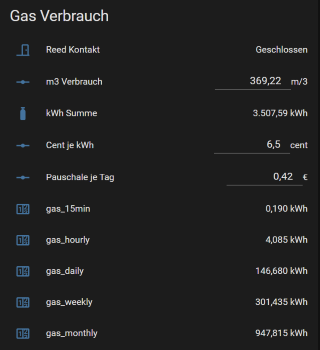 Gas Verbrauch
Reed Kontakt Geschlossen
m3 Verbrauch 369,22 m/3
kWh Summe 3.507,59 kWh
Cent je kWh 6,5 cent
Pauschale je Tag 0,42 €
gas_15min 0,190 kWh
gas_hourly 4,085 kWh
gas_daily 146,680 kWh
gas_weekly 301,435 kWh
gas_monthly 947,815 kWh